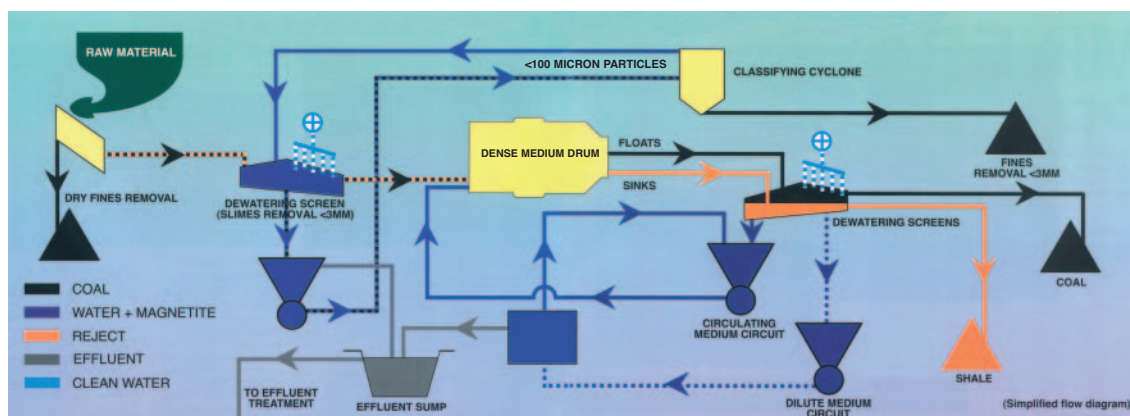 RAW MATERIAL
<100 MICRON PARTICLES
CLASSIFYING CYCLONE
DENSE MEDIUM DRUM
FLOATS
SINKS
FINES
REMOVAL <3MM
DRY FINES REMOVAL
DEWATERING SCREEN
(SLIMES REMOVAL <3MM)
DEWATERING SCREENS
COAL
COAL
WATER + MAGNETITE
REJECT
EFFLUENT
CLEAN WATER
CIRCULATING
MEDIUM CIRCUIT
SHALE
TO EFFLUENT
TREATMENT
EFFLUENT SUMP
DILUTE MEDIUM
CIRCUIT
(Simplified flow diagram)